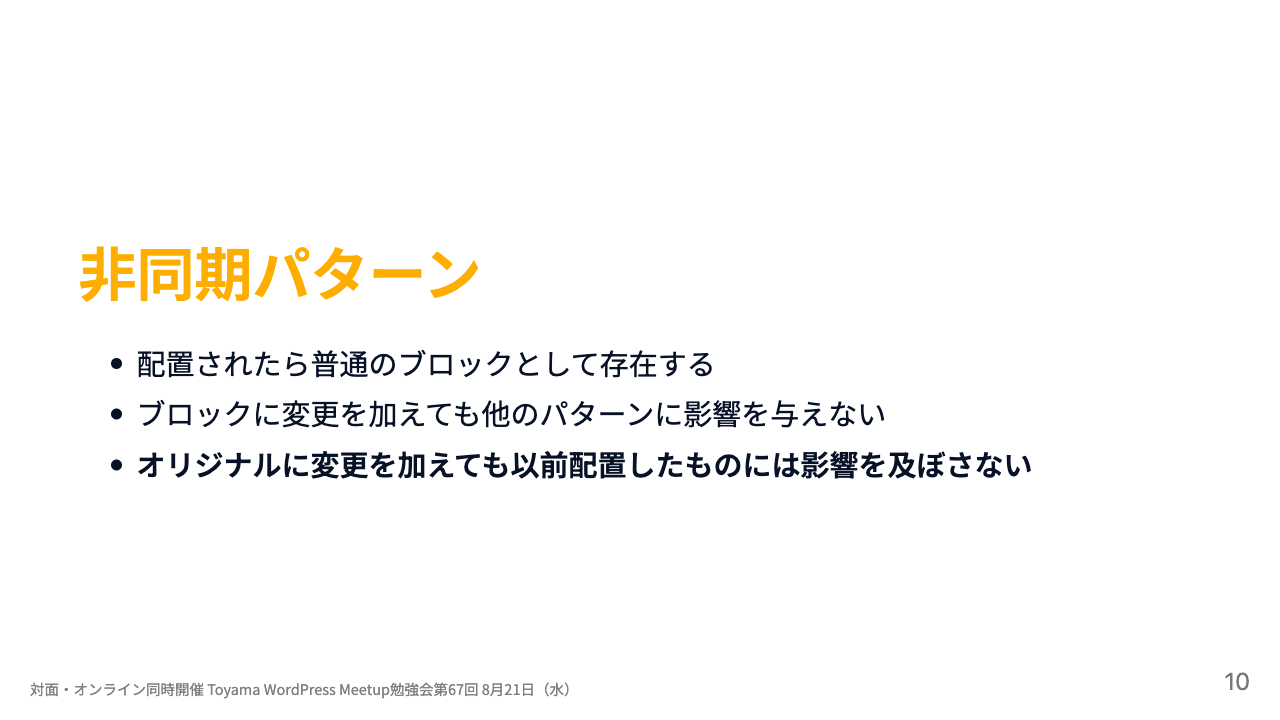 非同期パターン
配置されたら普通のブロックとして存在する
ブロックに変更を加えても他のパターンに影響を与えない
オリジナルに変更を加えても以前配置したものには影響を及ぼさない
対面・オンライン同時開催 Toyama WordPress Meetup勉強会第67回 8月21日（水）
10